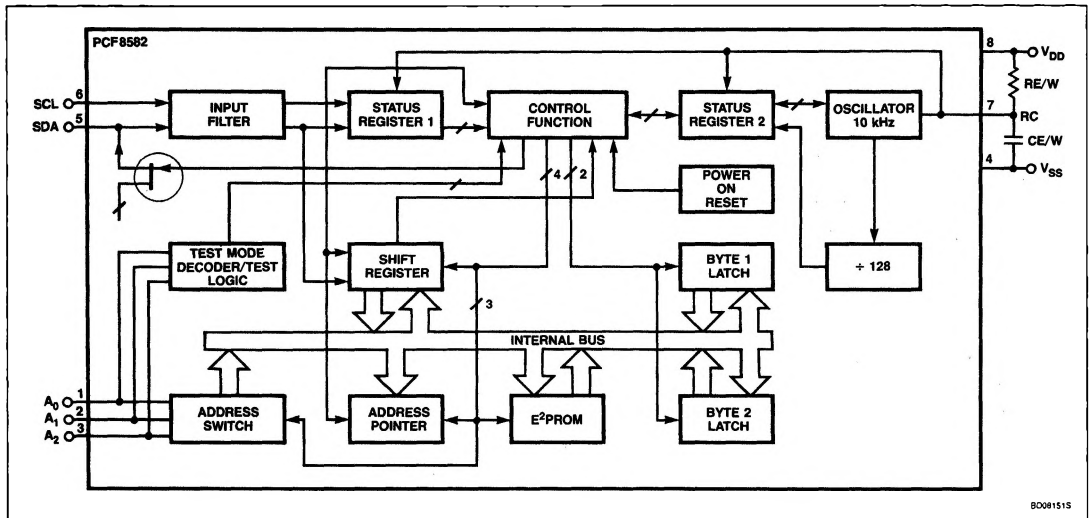 PCF8582
8
VDD
RE/W
SCL
6
SDA
5
INPUT
FILTER
STATUS
REGISTER 1
CONTROL
FUNCTION
STATUS
REGISTER 2
OSCILLATOR
10 kHz
7
RC
CE/W
4
VSS
4
2
POWER
ON
RESET
TEST MODE
DECODER/TEST
LOGIC
SHIFT
REGISTER
BYTE 1
LATCH
÷ 128
3
INTERNAL BUS
A0
1
A1
2
A2
3
ADDRESS
SWITCH
ADDRESS
POINTER
E²PROM
BYTE 2
LATCH
BD08151S